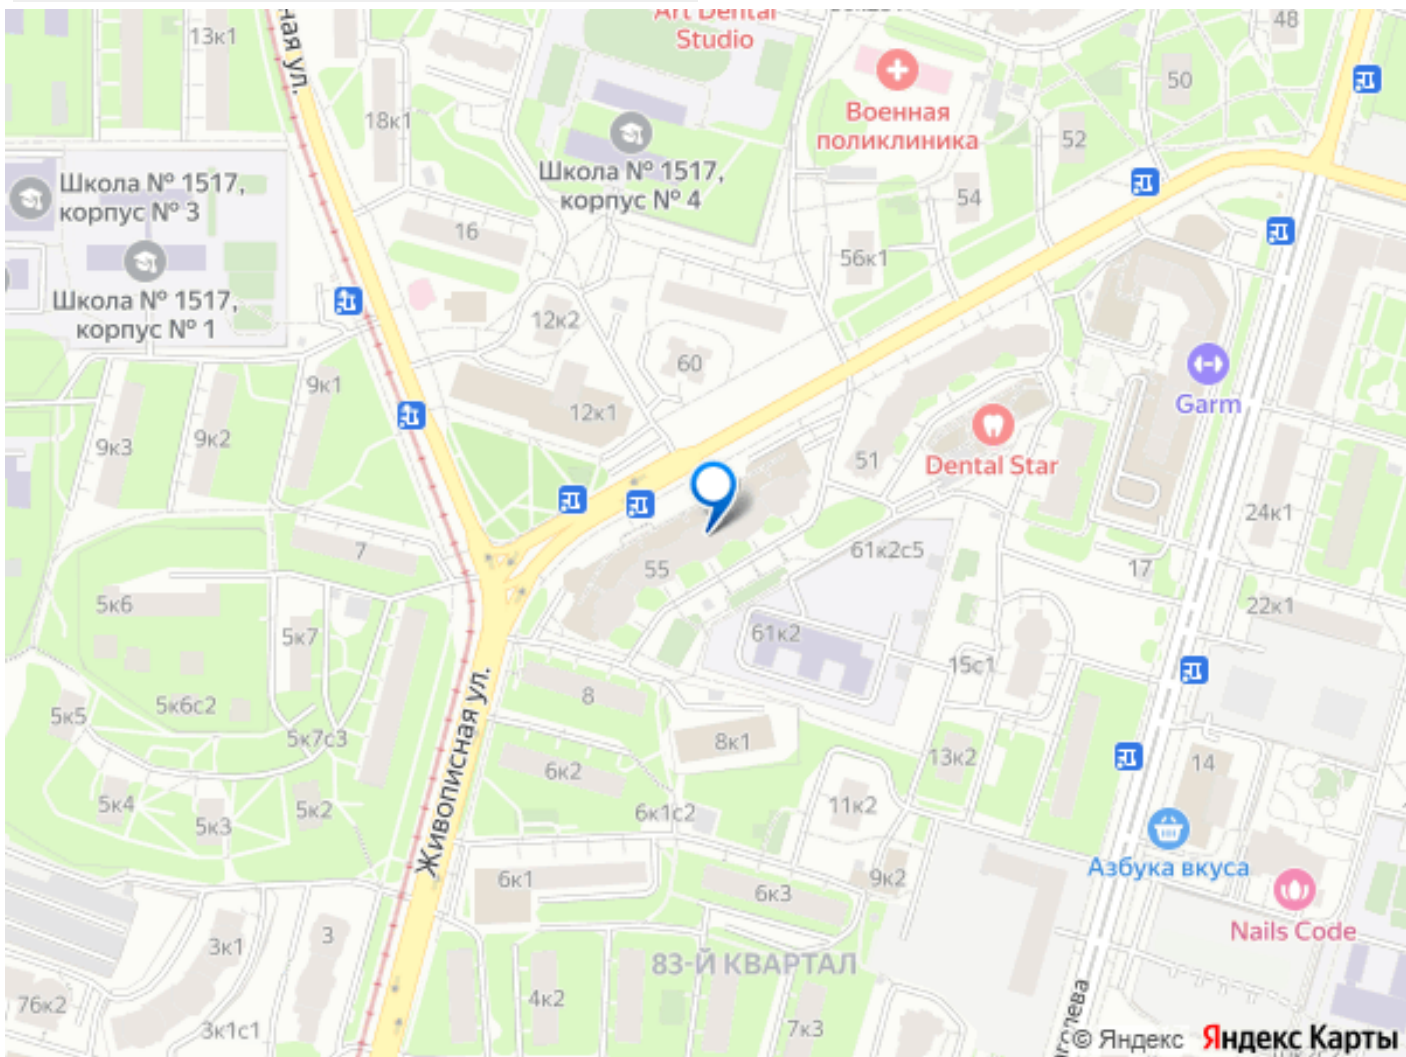 13к1
ная ул.
Art Dental
Studio
48
50
18к1
Военная
поликлиника
52
Школа № 1517,
корпус № 3
Школа № 1517,
корпус № 4
54
16
56к1
Школа № 1517,
корпус № 1
12к2
60
9к1
Garm
12к1
9к3
9к2
51
Dental Star
24к1
7
61к2с5
55
17
5к6
22к1
5к7
61к2
15с1
8
5к5
5к6с2
5к7с3
8к1
13к2
14
6к2
Живописная ул.
5к4
5к3
5к2
6к1с2
11к2
Азбука вкуса
6к1
6к3
9к2
Nails Code
3к1
3
83-Й КВАРТАЛ
76к2
4к2
3к1с1
7к3
© Яндекс Яндекс Карты